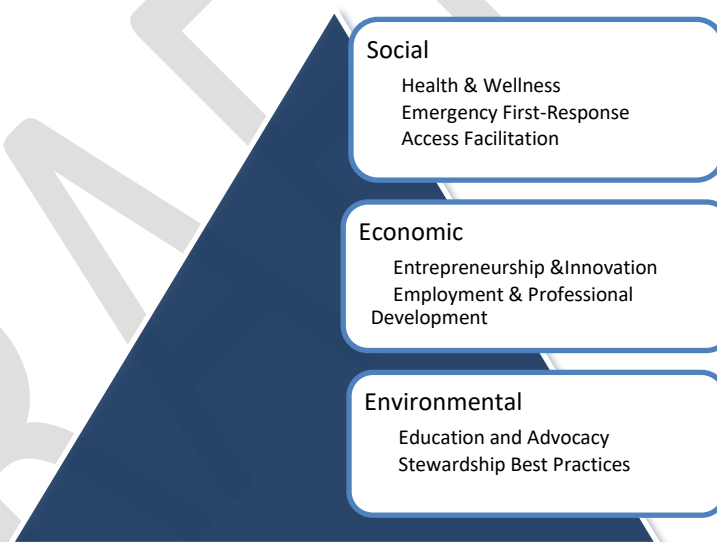 Social
Health & Wellness
Emergency First-Response
Access Facilitation
Economic
Entrepreneurship &Innovation
Employment & Professional
Development
Environmental
Education and Advocacy
Stewardship Best Practices